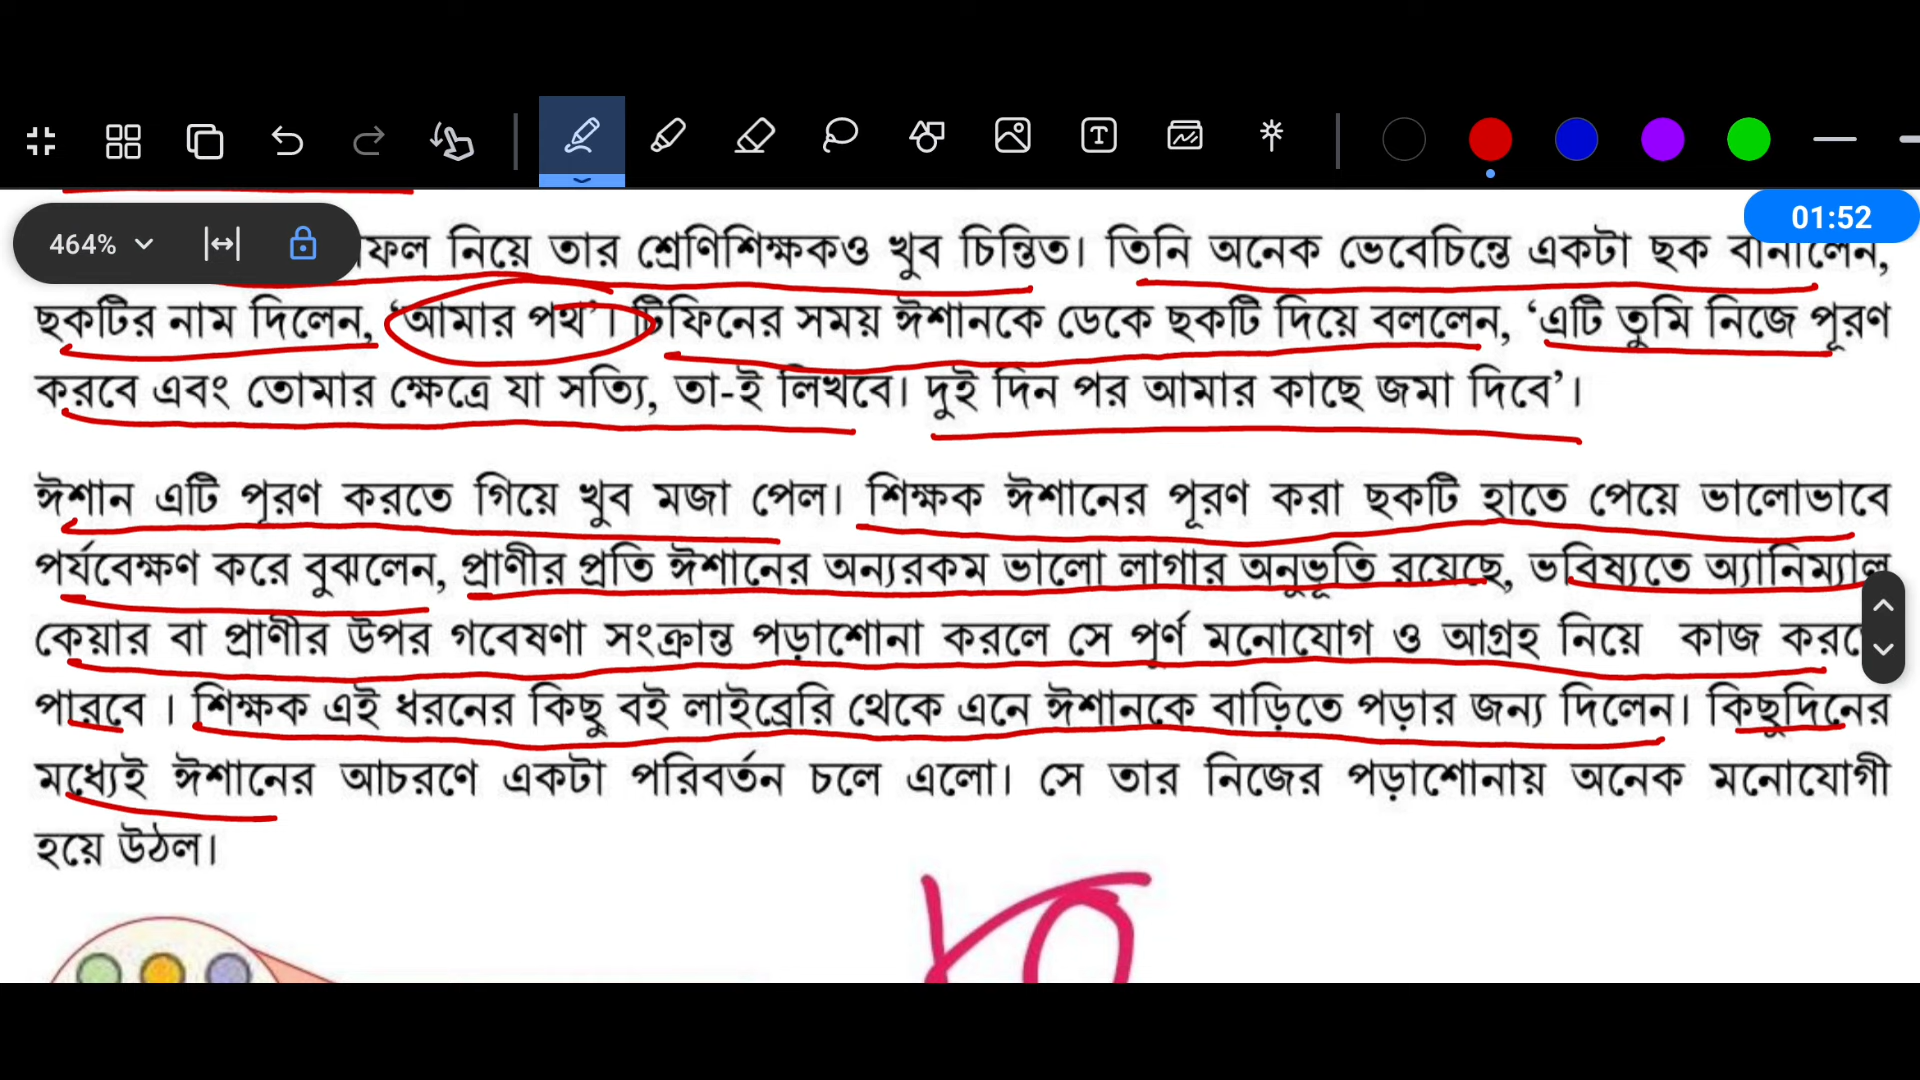 01:52
464%
ফল নিয়ে তার শ্রেণিশিক্ষকও খুব চিন্তিত। তিনি অনেক ভেবেচিন্তে একটা ছক বানালেন,
ছকটির নাম দিলেন, ‘আমার পথ’। টিফিনের সময় ঈশানকে ডেকে ছকটি দিয়ে বললেন, ‘এটি তুমি নিজে পূরণ
করবে এবং তোমার ক্ষেত্রে যা সত্যি, তা-ই লিখবে। দুই দিন পর আমার কাছে জমা দিবে’।
ঈশান এটি পূরণ করতে গিয়ে খুব মজা পেল। শিক্ষক ঈশানের পূরণ করা ছকটি হাতে পেয়ে ভালোভাবে
পর্যবেক্ষণ করে বুঝলেন, প্রাণীর প্রতি ঈশানের অন্যরকম ভালো লাগার অনুভূতি রয়েছে, ভবিষ্যতে অ্যানিম্যাল
কেয়ার বা প্রাণীর উপর গবেষণা সংক্রান্ত পড়াশোনা করলে সে পূর্ণ মনোযোগ ও আগ্রহ নিয়ে কাজ করতে
পারবে । শিক্ষক এই ধরনের কিছু বই লাইব্রেরি থেকে এনে ঈশানকে বাড়িতে পড়ার জন্য দিলেন। কিছুদিনের
মধ্যেই ঈশানের আচরণে একটা পরিবর্তন চলে এলো। সে তার নিজের পড়াশোনায় অনেক মনোযোগী
হয়ে উঠল।